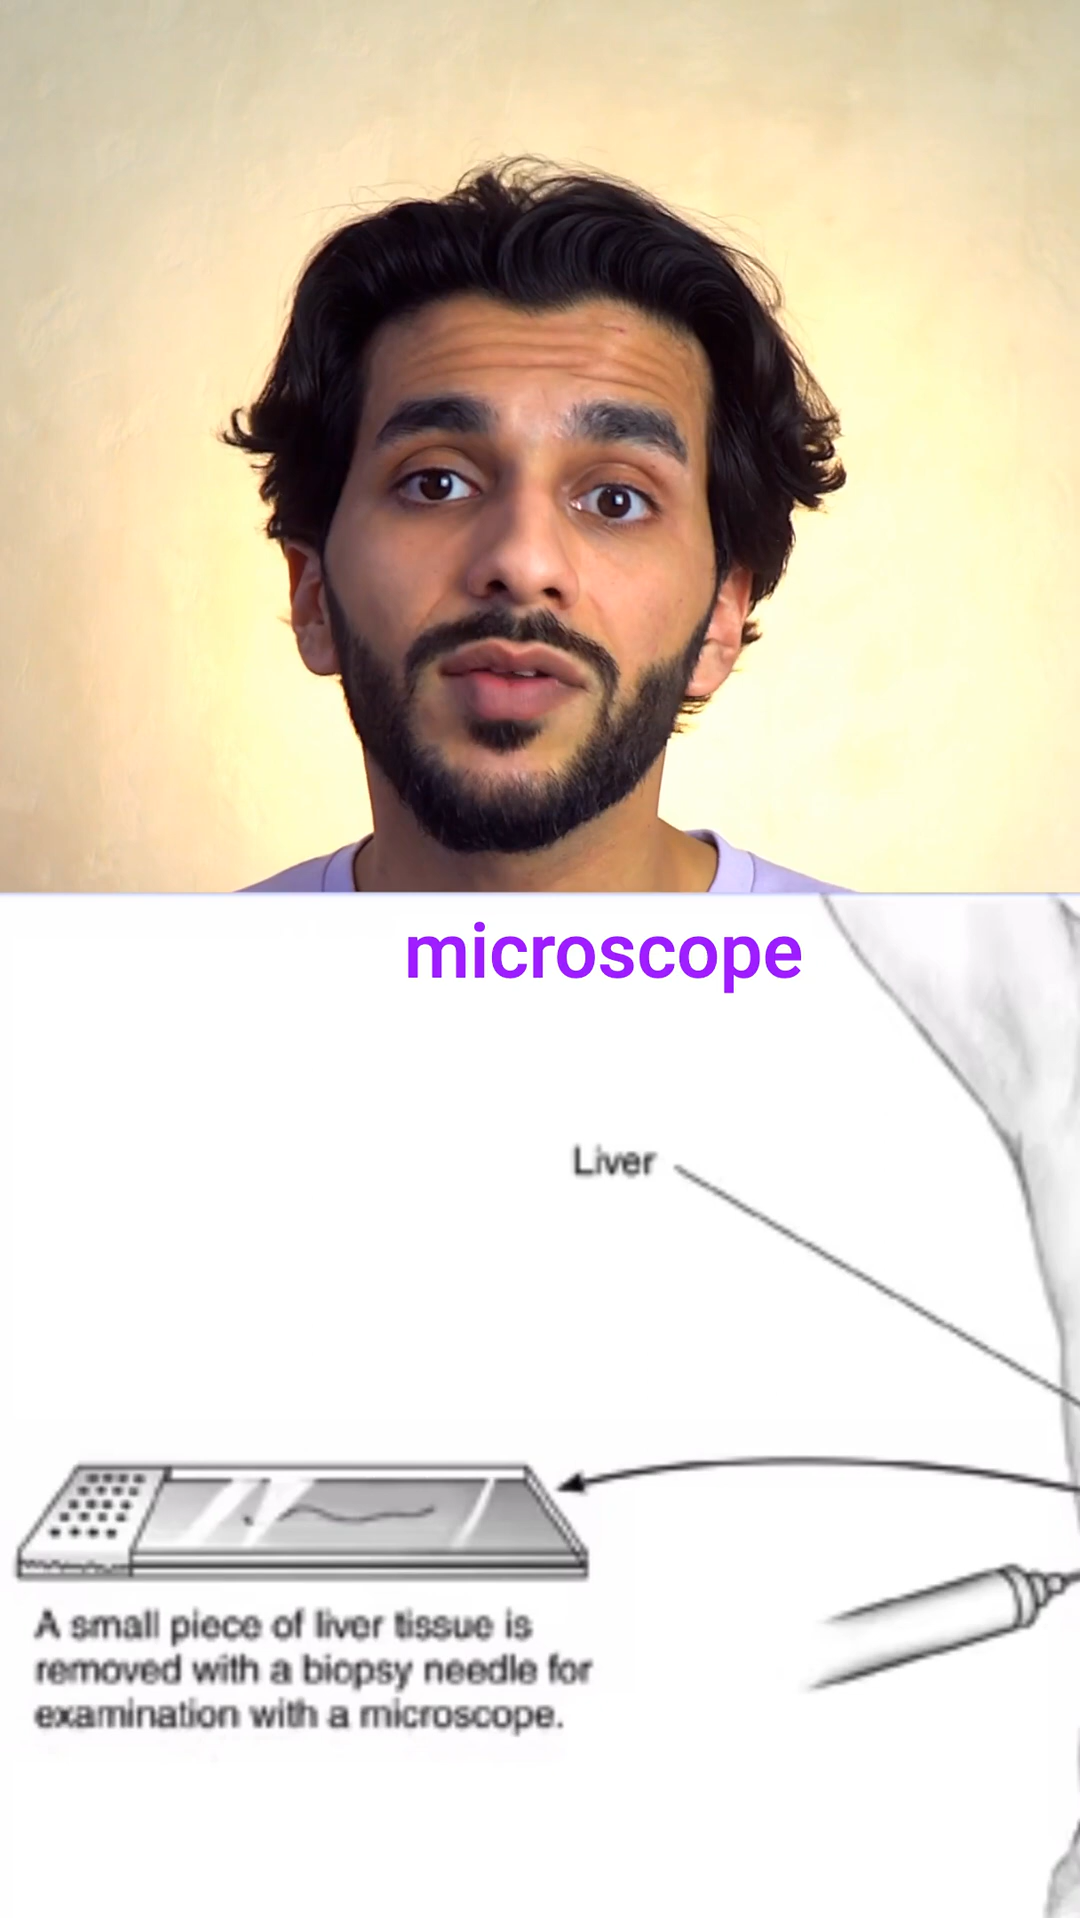 microscope
Liver
A small piece of liver tissue is
removed with a biopsy needle for
examination with a microscope.